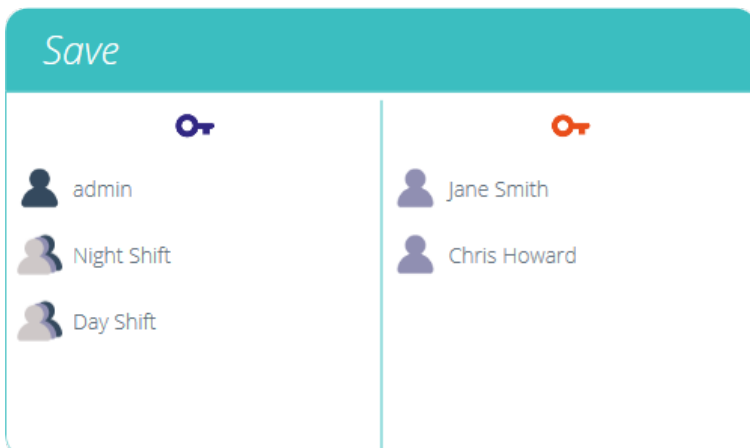 Save
admin
Night Shift
Day Shift
Jane Smith
Chris Howard